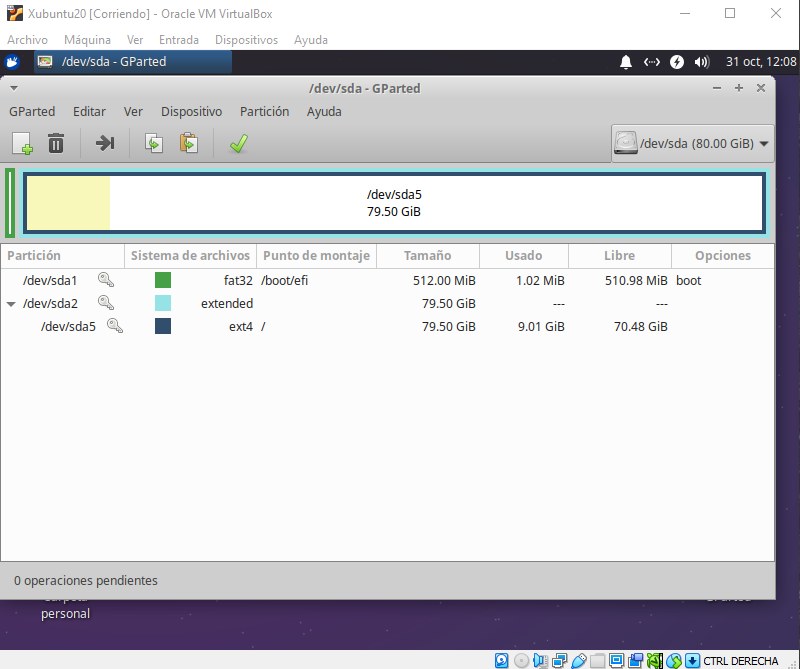 Xubuntu20 [Corriendo] - Oracle VM VirtualBox
Archivo Máquina Ver Entrada Dispositivos Ayuda
/dev/sda - GParted 31 oct, 12:08
/dev/sda - GParted
GParted Editar Ver Dispositivo Partición Ayuda
/dev/sda (80.00 GiB)
/dev/sda5
79.50 GiB
Partición Sistema de archivos Punto de montaje Tamaño Usado Libre Opciones
/dev/sda1 fat32 /boot/efi 512.00 MiB 1.02 MiB 510.98 MiB boot
/dev/sda2 extended 79.50 GiB --- ---
/dev/sda5 ext4 / 79.50 GiB 9.01 GiB 70.48 GiB
0 operaciones pendientes
personal
CTRL DERECHA